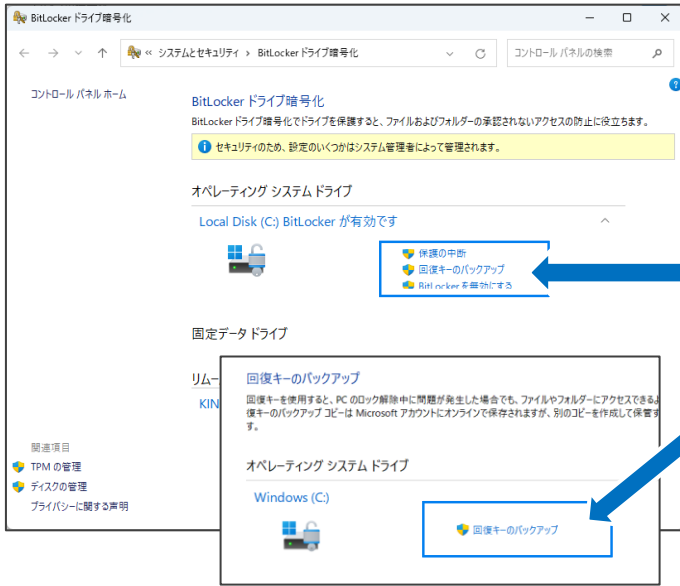 BitLocker ドライブ暗号化
« システムとセキュリティ › BitLocker ドライブ暗号化
コントロール パネルの検索
コントロール パネル ホーム
BitLocker ドライブ暗号化
BitLocker ドライブ暗号化でドライブを保護すると、ファイルおよびフォルダーの承認されないアクセスの防止に役立ちます。
セキュリティのため、設定のいくつかはシステム管理者によって管理されます。
オペレーティング システム ドライブ
Local Disk (C:) BitLocker が有効です
保護の中断
回復キーのバックアップ
BitLocker を無効にする
固定データ ドライブ
リムー
KIN
回復キーのバックアップ
回復キーを使用すると、PC のロック解除中に問題が発生した場合でも、ファイルやフォルダーにアクセスできるよ
復キーのバックアップ コピーは Microsoft アカウントにオンラインで保存されますが、別のコピーを作成して保管す
す。
オペレーティング システム ドライブ
Windows (C:)
回復キーのバックアップ
関連項目
TPM の管理
ディスクの管理
プライバシーに関する声明